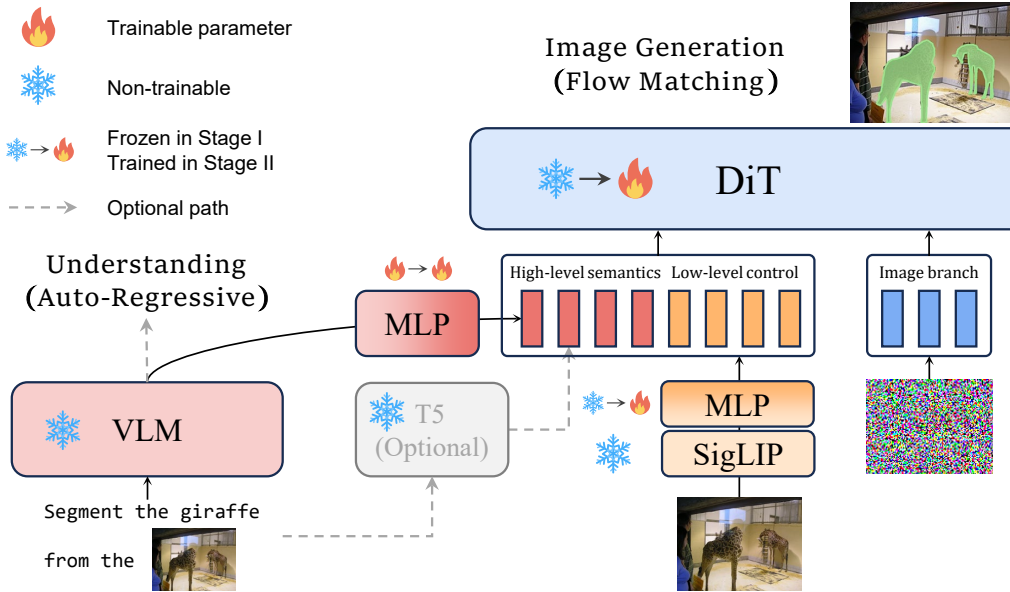 Trainable parameter
Non-trainable
Frozen in Stage I
Trained in Stage II
Optional path
Image Generation
(Flow Matching)
DiT
Understanding
(Auto-Regressive)
MLP
High-level semantics
Low-level control
Image branch
VLM
T5
(Optional)
MLP
SigLIP
Segment the giraffe
from the